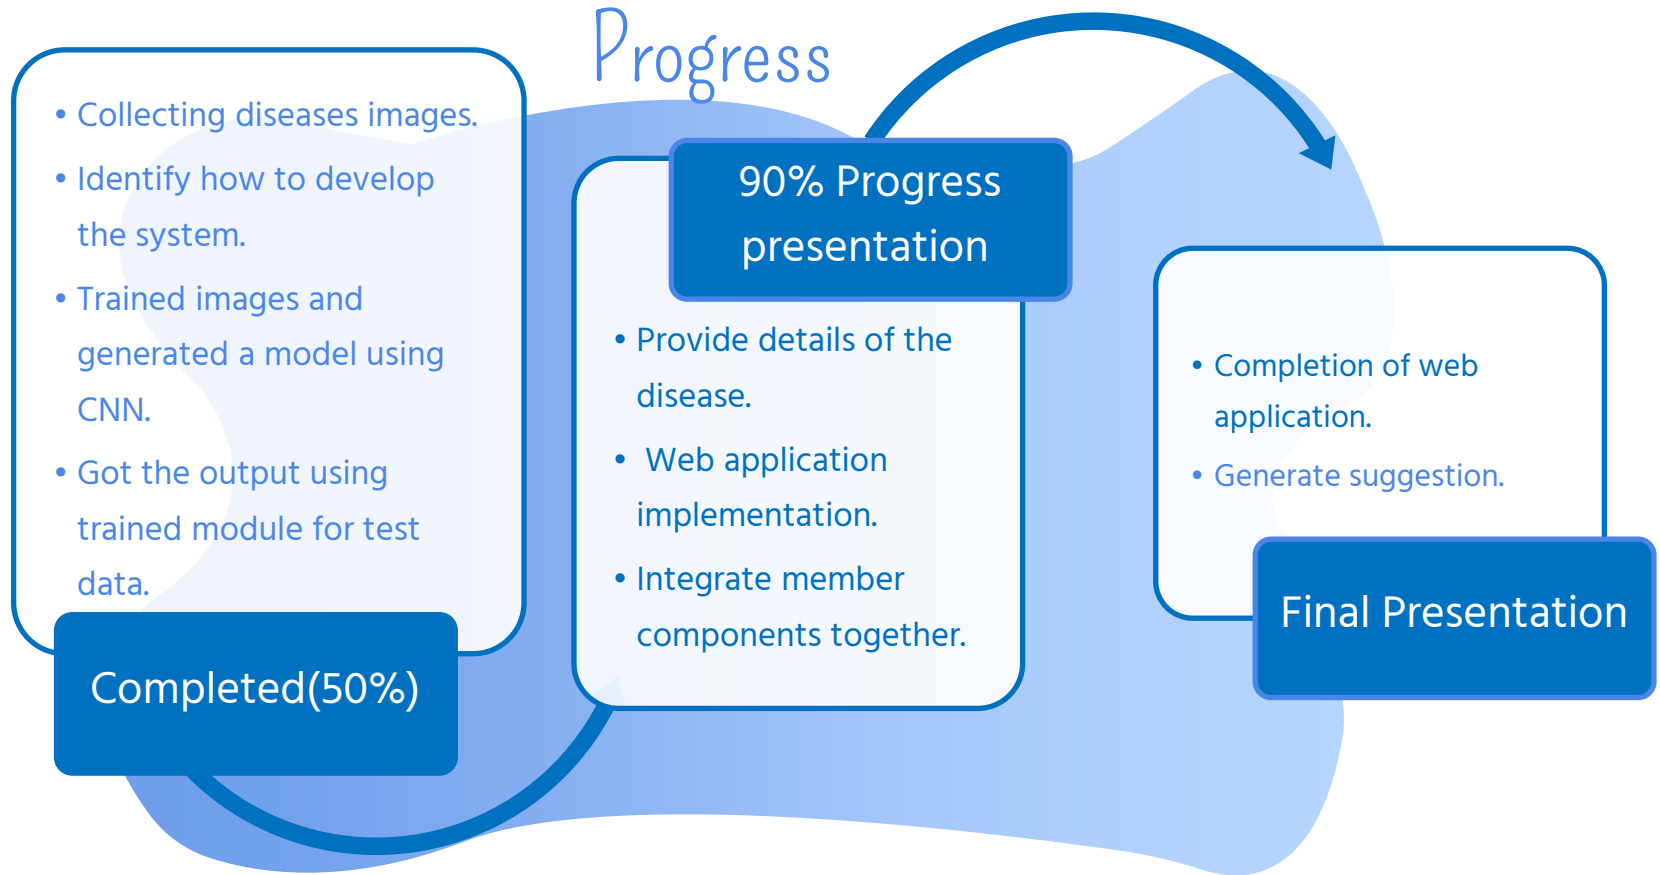 Progress
• Collecting diseases images.
• Identify how to develop
the system.
• Trained images and
generated a model using
CNN.
• Got the output using
trained module for test
data.
Completed(50%)
90% Progress
presentation
• Provide details of the
disease.
• Web application
implementation.
• Integrate member
components together.
• Completion of web
application.
• Generate suggestion.
Final Presentation